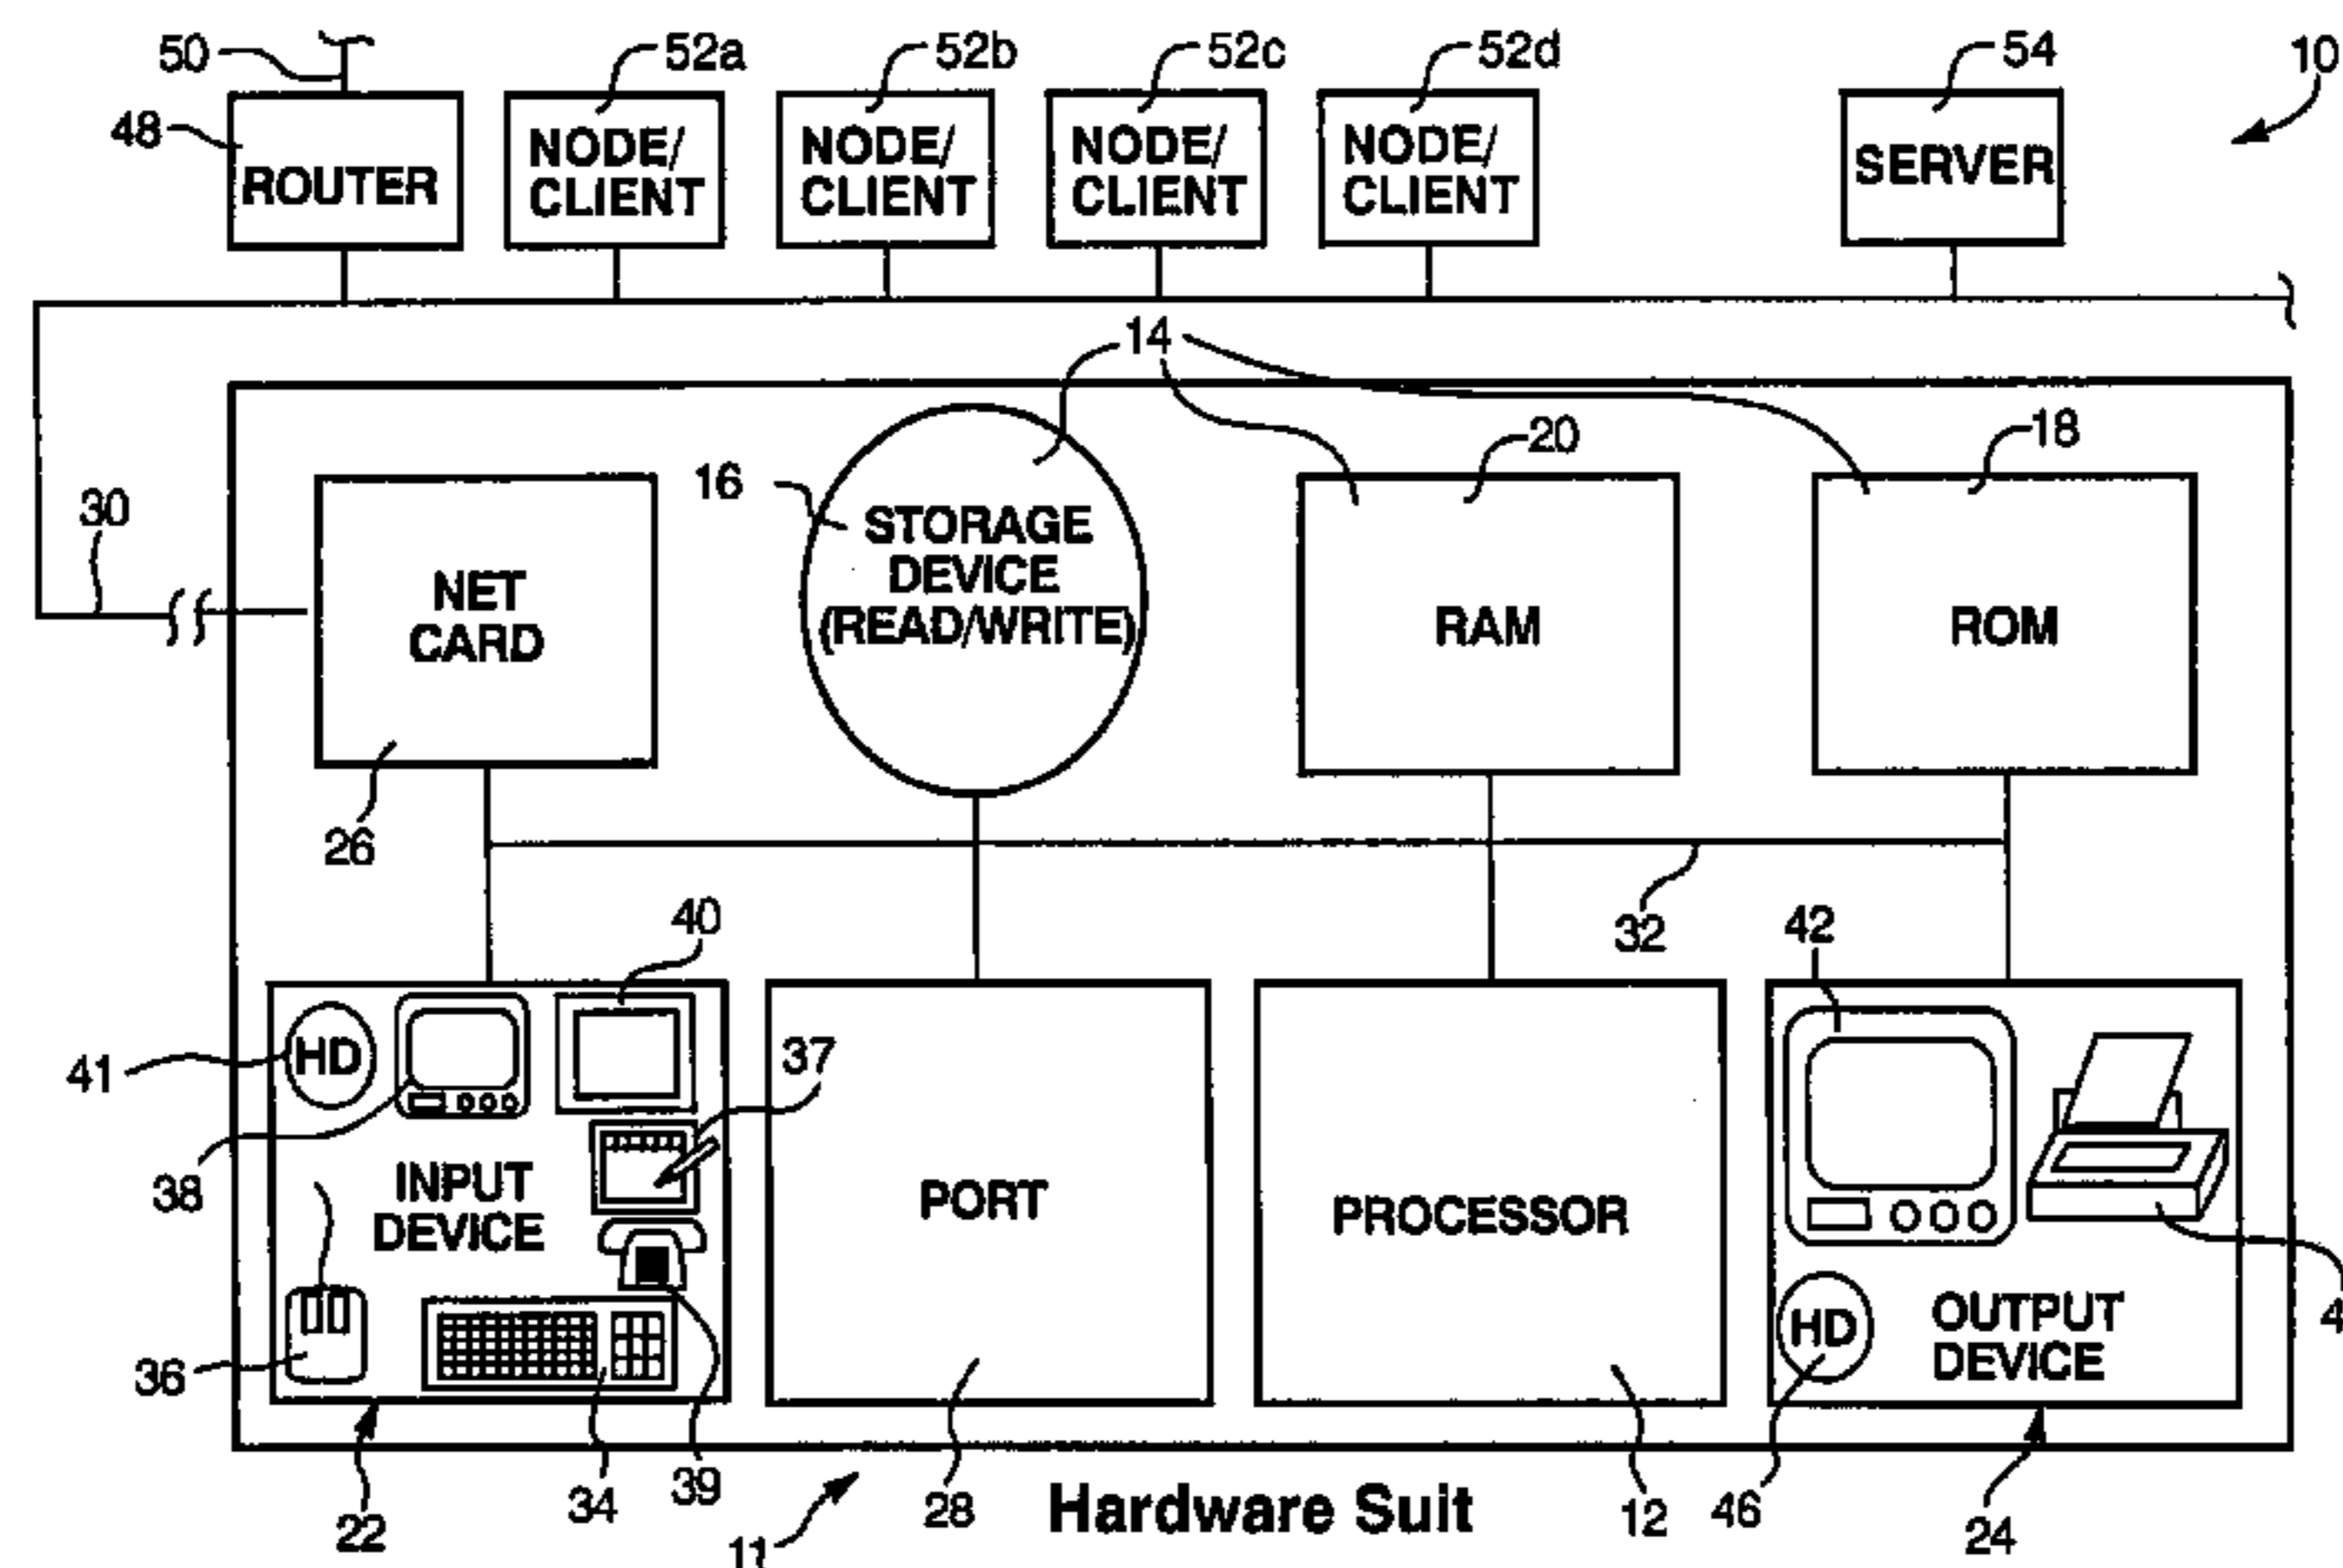 50
52a
52b
52c
52d
54
10
48
ROUTER
NODE/
CLIENT
NODE/
CLIENT
NODE/
CLIENT
NODE/
CLIENT
SERVER
14
30
16
20
18
NET
CARD
STORAGE
DEVICE
(READ/WRITE)
RAM
ROM
26
32
40
42
41
HD
37
38
INPUT
DEVICE
PORT
PROCESSOR
36
HD
OUTPUT
DEVICE
22
34
39
28
12
46
24
11
Hardware Suit